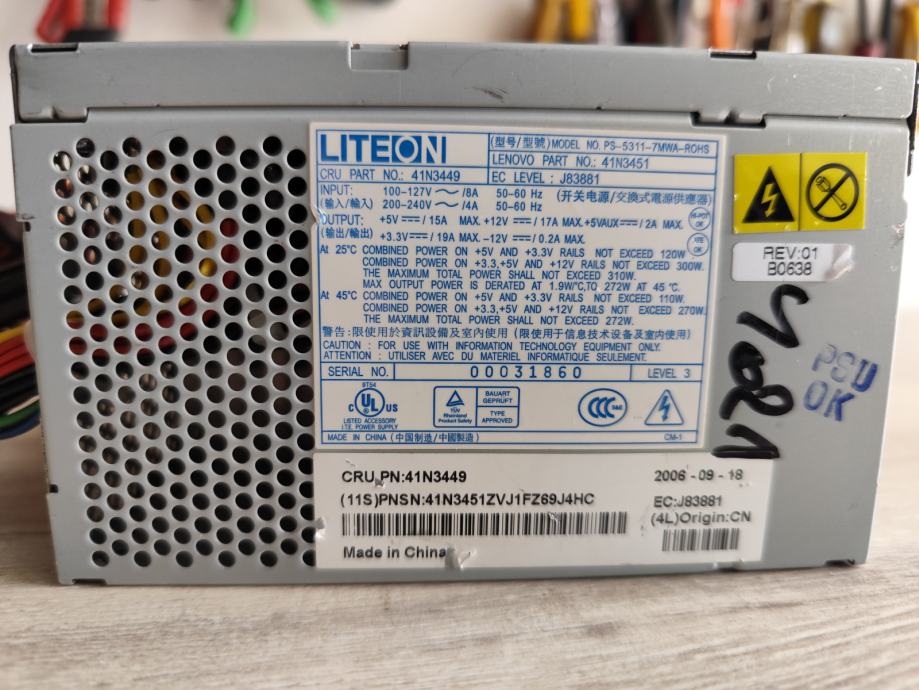 LITEON
(型号/型號) MODEL NO. PS-5311-7MWA-ROHS
LENOVO PART NO.: 41N3451
CRU PART NO.: 41N3449
EC LEVEL : J83881
INPUT: 100-127V ～/8A 50-60 Hz (开关电源/交換式電源供應器)
(输入/輸入) 200-240V ～/4A 50-60 Hz
HI-POT OK
OUTPUT: +5V ⎓/15A MAX.+12V ⎓/17A MAX.+5VAUX⎓/2A MAX.
(输出/輸出) +3.3V⎓/19A MAX.-12V ⎓/0.2A MAX.
At 25°C COMBINED POWER ON +5V AND +3.3V RAILS NOT EXCEED 120W
COMBINED POWER ON +3.3,+5V AND +12V RAILS NOT EXCEED 300W.
THE MAXIMUM TOTAL POWER SHALL NOT EXCEED 310W.
MAX OUTPUT POWER IS DERATED AT 1.9W/°C,TO 272W AT 45 °C.
At 45°C COMBINED POWER ON +5V AND +3.3V RAILS NOT EXCEED 110W.
COMBINED POWER ON +3.3,+5V AND +12V RAILS NOT EXCEED 270W.
THE MAXIMUM TOTAL POWER SHALL NOT EXCEED 272W.
警告:限使用於資訊設備及室内使用 (限使用于信息技术设备及室内使用)
CAUTION : FOR USE WITH INFORMATION TECHNOLOGY EQUIPMENT ONLY.
ATTENTION : UTILISER AVEC DU MATERIEL INFORMATIQUE SEULEMENT.
SERIAL NO. 00031860 LEVEL 3
8T54
c UL US
LISTED ACCESSORY
I.T.E. POWER SUPPLY
TÜV
Rheinland
Product Safety
BAUART
GEPRÜFT
TYPE
APPROVED
CCC S&E
MADE IN CHINA (中国制造/中國製造) CM-1
REV:01
B0638
PSU
OK
CRU PN:41N3449 2006-09-18
(11S)PNSN:41N3451ZVJ1FZ69J4HC EC:J83881
(4L)Origin:CN
Made in China